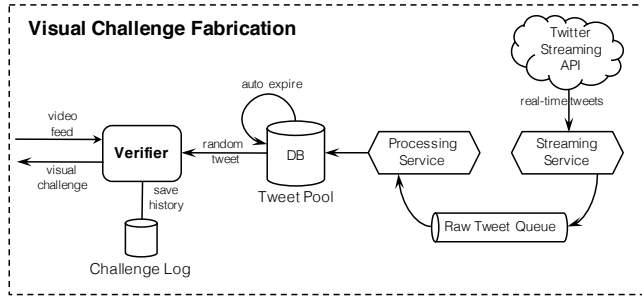 Visual Challenge Fabrication
Twitter
Streaming
API
real-time tweets
auto expire
video
feed
Verifier
random
tweet
DB
Processing
Service
Streaming
Service
visual
challenge
save
history
Tweet Pool
Raw Tweet Queue
Challenge Log